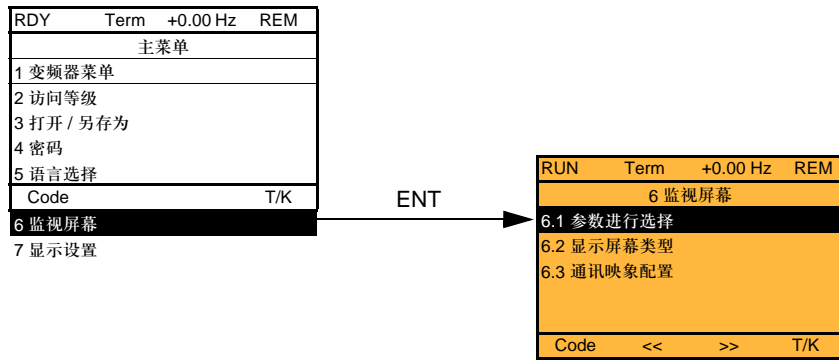 RDY Term +0.00 Hz REM
主菜单
1 变频器菜单
2 访问等级
3 打开 / 另存为
4 密码
5 语言选择
Code T/K
6 监视屏幕
7 显示设置
ENT
RUN Term +0.00 Hz REM
6 监视屏幕
6.1 参数进行选择
6.2 显示屏幕类型
6.3 通讯映象配置
Code << >> T/K